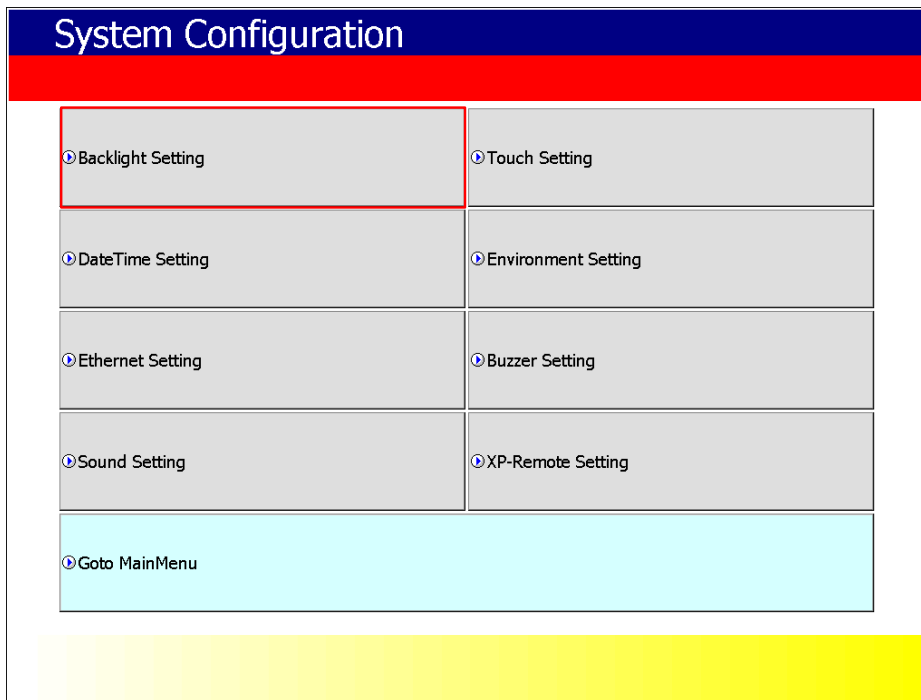 System Configuration
Backlight Setting
Touch Setting
DateTime Setting
Environment Setting
Ethernet Setting
Buzzer Setting
Sound Setting
XP-Remote Setting
Goto MainMenu